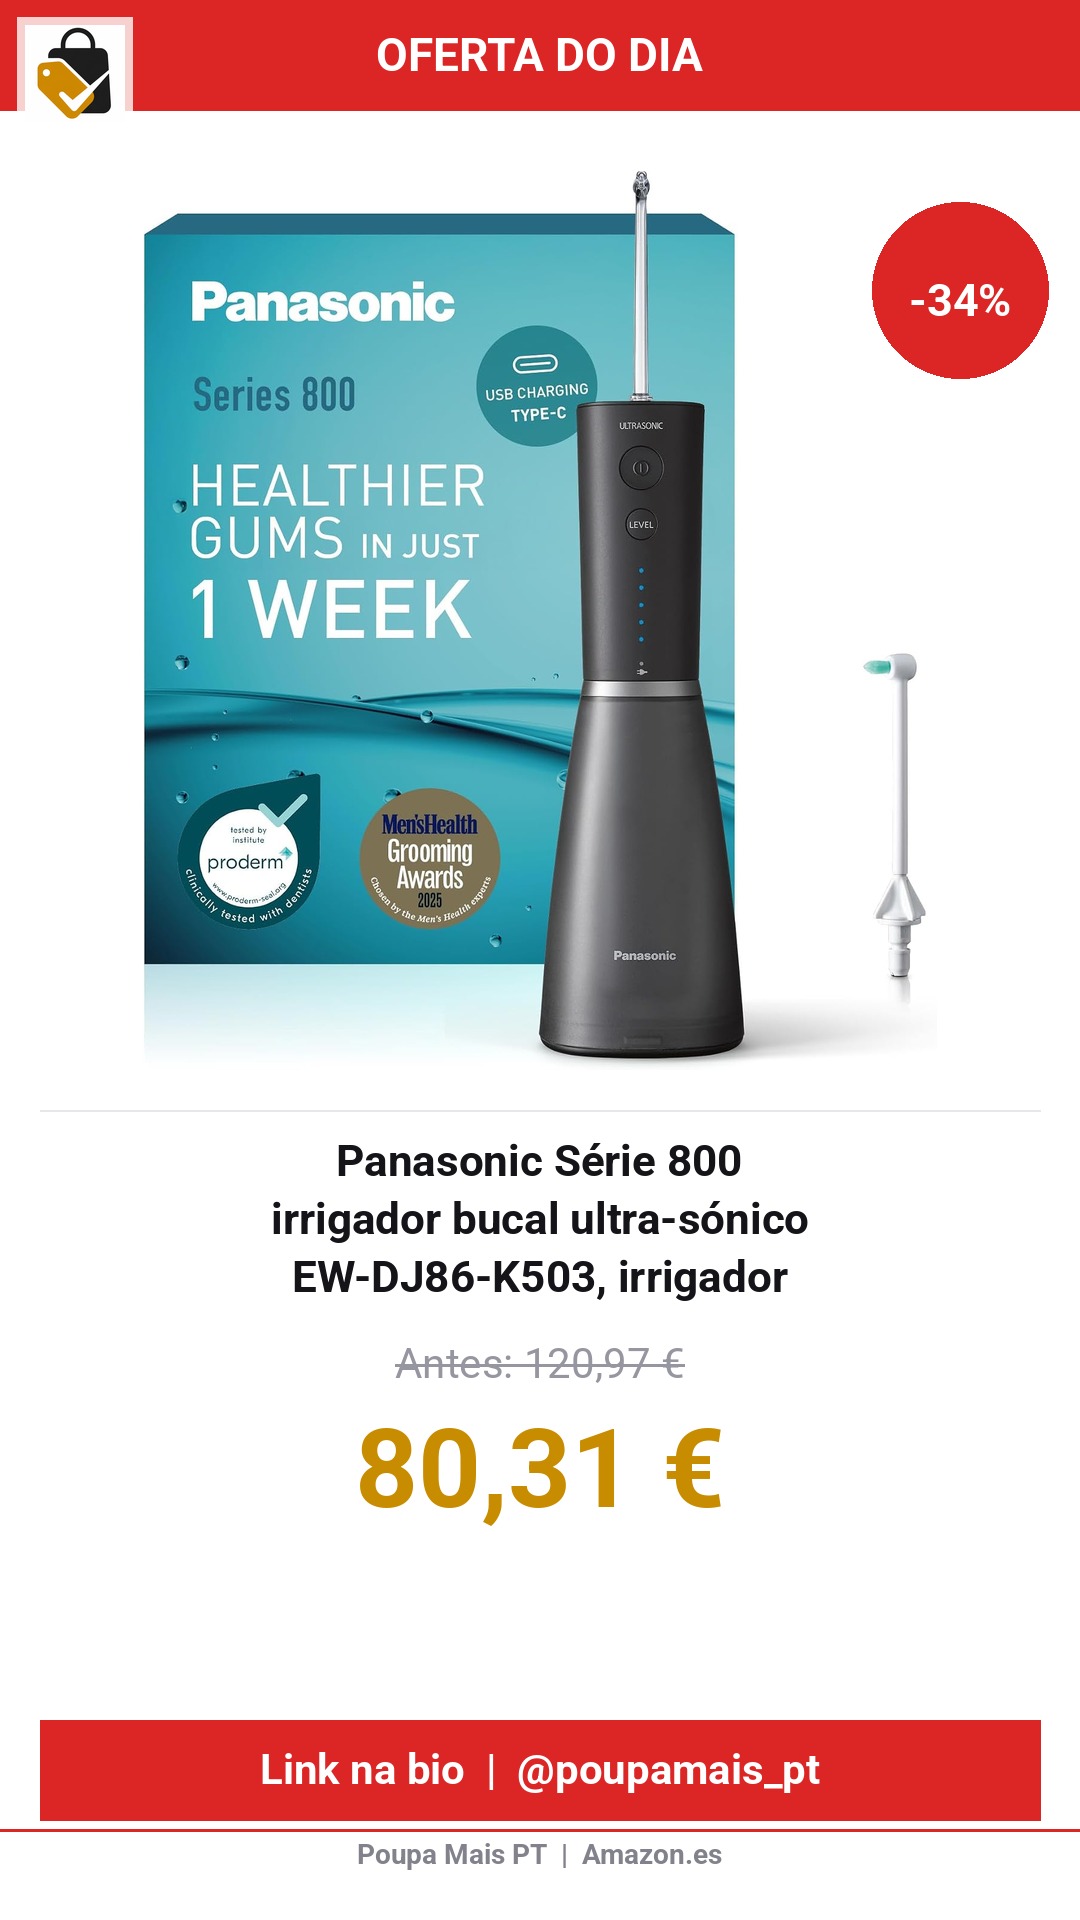 OFERTA DO DIA
-34%
Panasonic
Series 800
USB CHARGING
TYPE-C
HEALTHIER
GUMS IN JUST
1 WEEK
ULTRASONIC
LEVEL
tested by
institute
proderm
www.proderm-seal.org
clinically tested with dentists
Men'sHealth
Grooming
Awards
2025
Chosen by the Men's Health experts
Panasonic
Panasonic Série 800
irrigador bucal ultra-sónico
EW-DJ86-K503, irrigador
Antes: 120,97 €
80,31 €
Link na bio | @poupamais_pt
Poupa Mais PT | Amazon.es